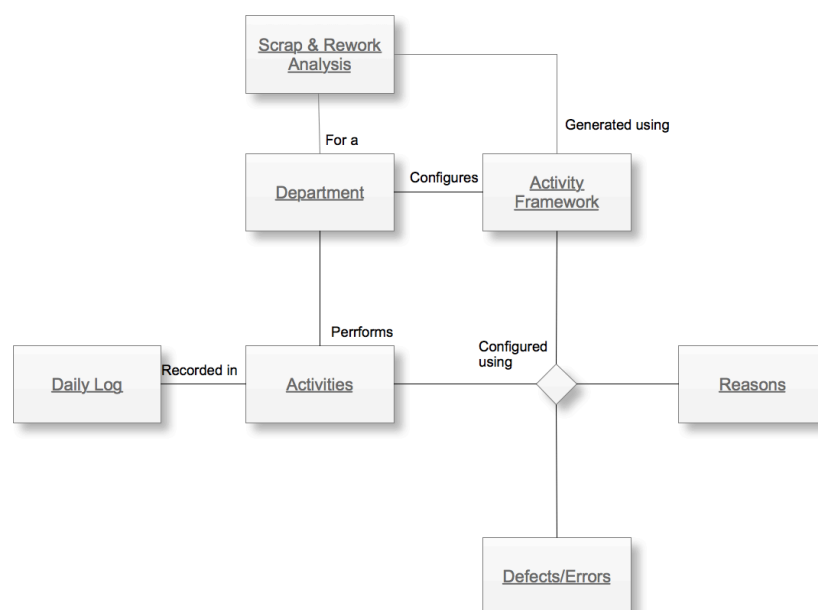 Scrap & Rework
Analysis
Generated using
For a
Department
Configures
Activity
Framework
Perrforms
Configured
using
Daily Log
Recorded in
Activities
Reasons
Defects/Errors